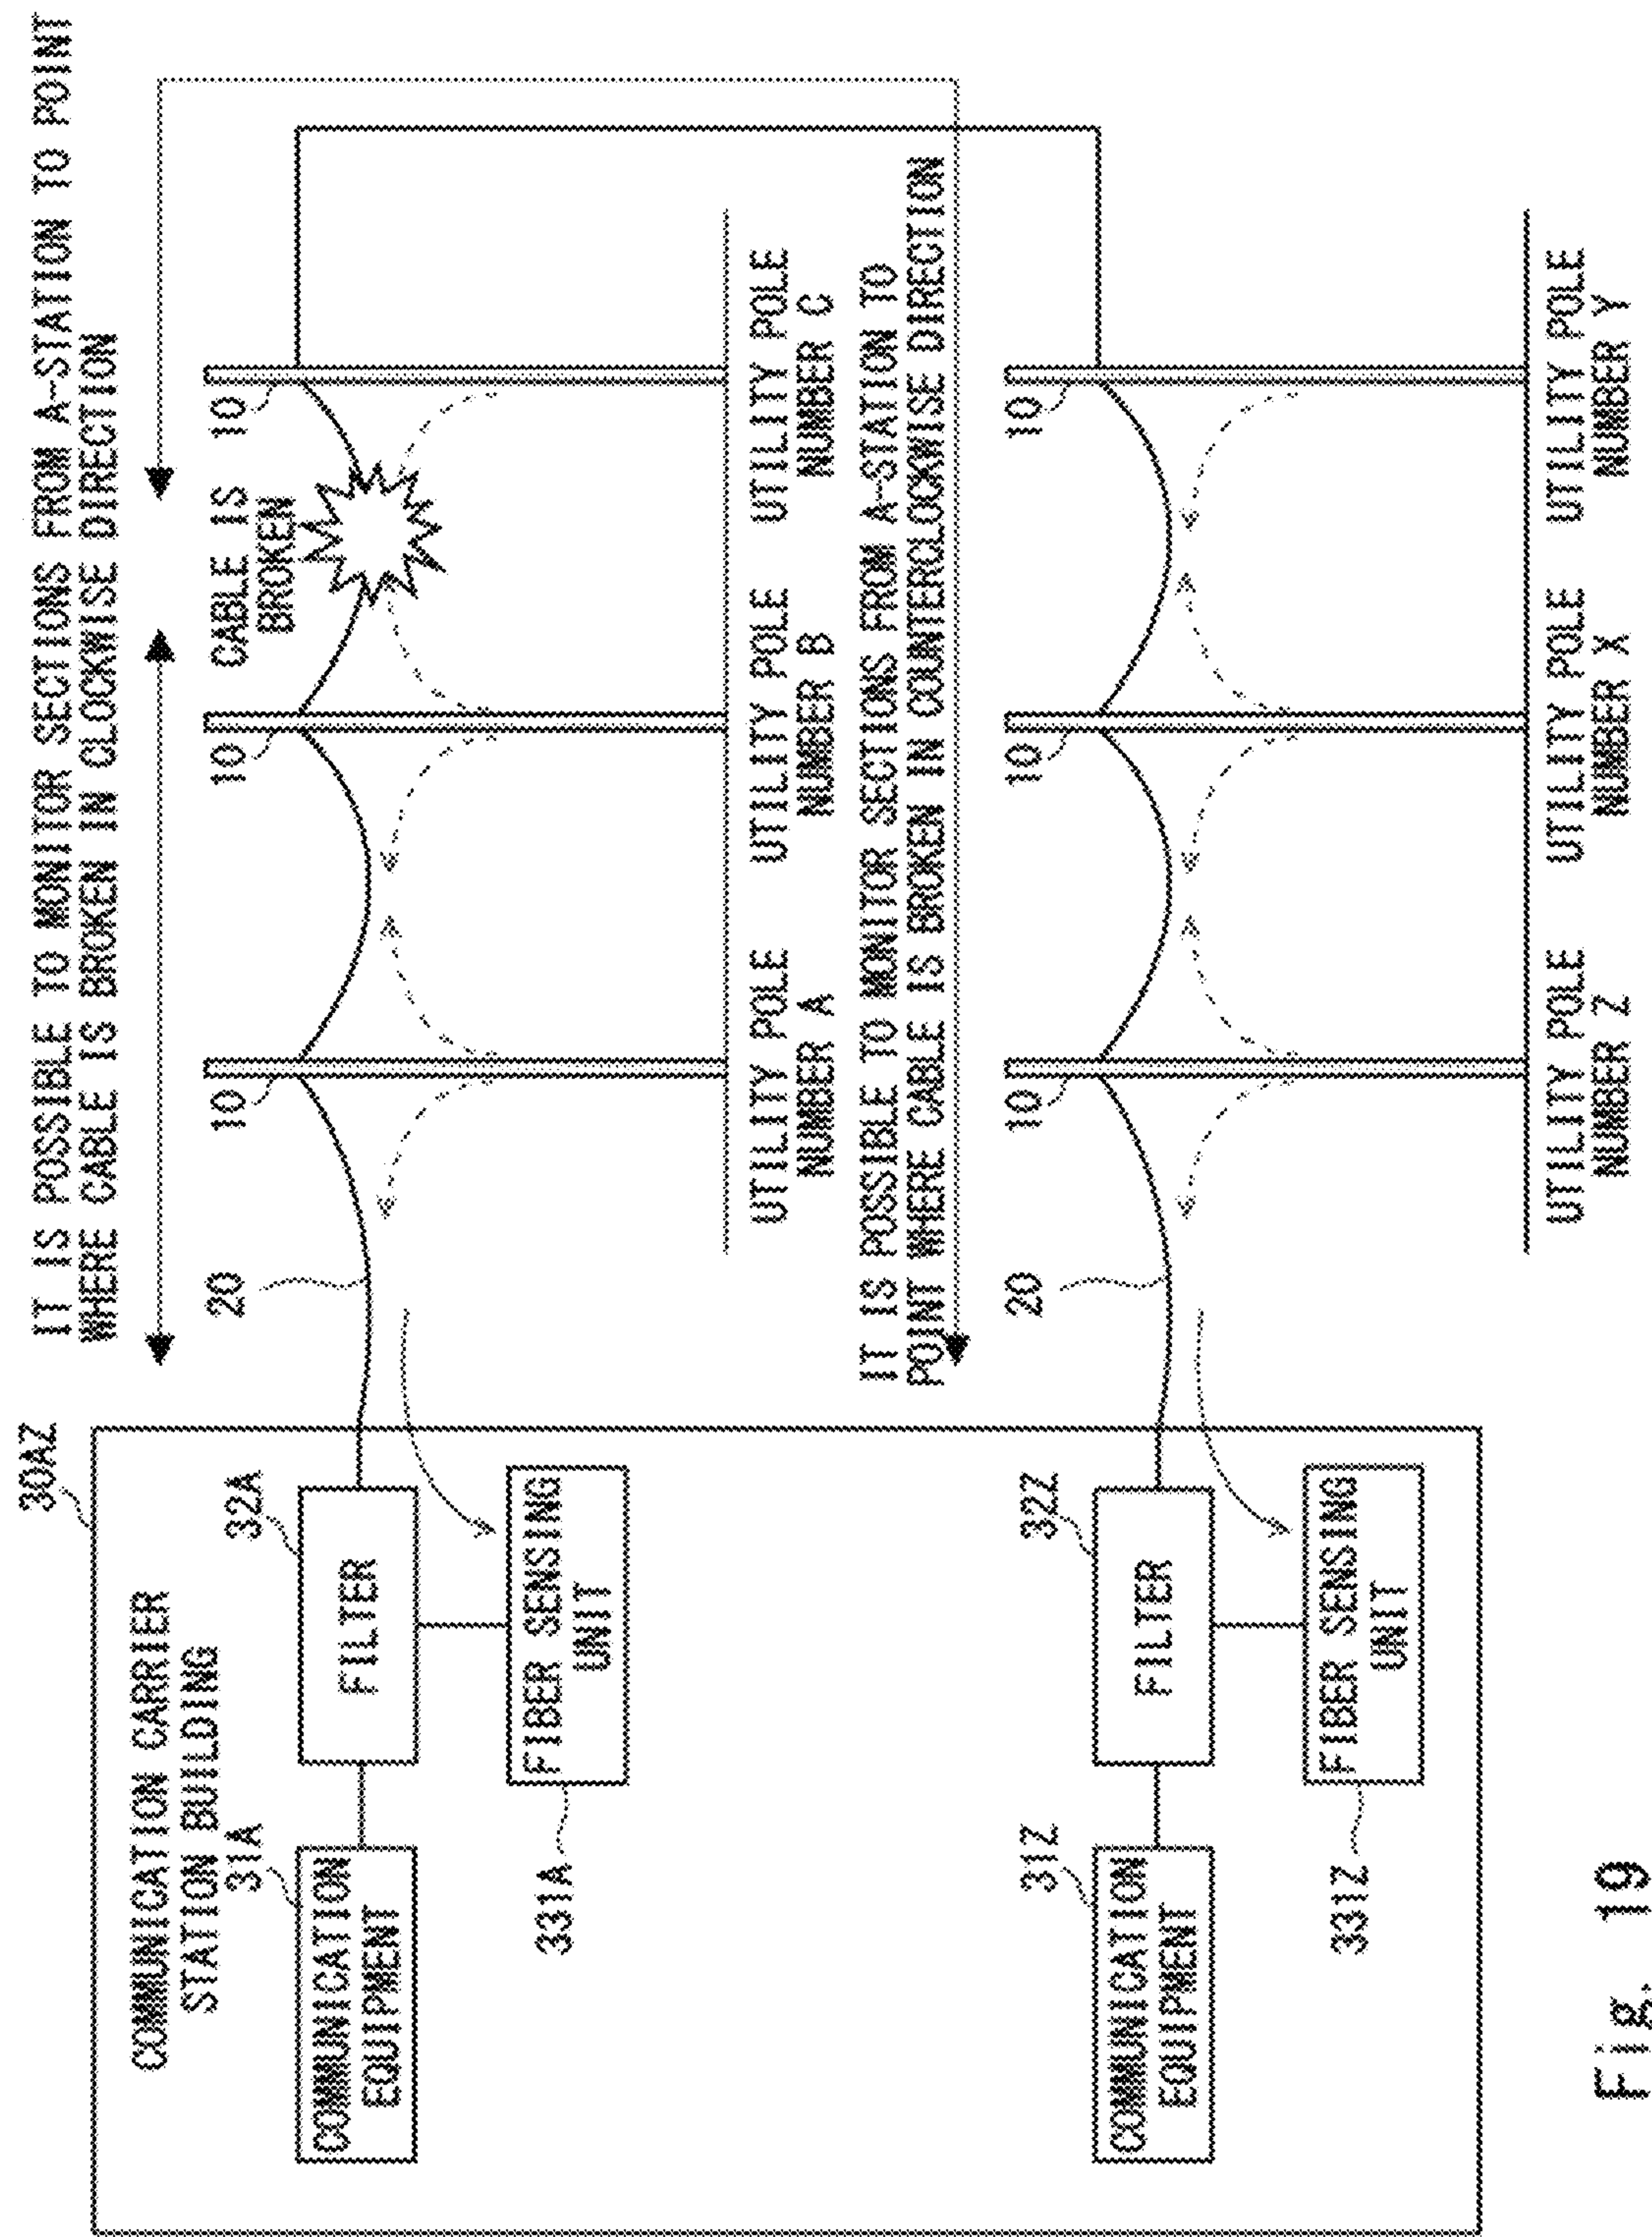 30AZ
COMMUNICATION CARRIER
STATION BUILDING
31A
COMMUNICATION
EQUIPMENT
32A
FILTER
331A
FIBER SENSING
UNIT
IT IS POSSIBLE TO MONITOR SECTIONS FROM A-STATION TO POINT
WHERE CABLE IS BROKEN IN CLOCKWISE DIRECTION
20
10
10
CABLE IS
BROKEN
10
UTILITY POLE
NUMBER A
UTILITY POLE
NUMBER B
UTILITY POLE
NUMBER C
IT IS POSSIBLE TO MONITOR SECTIONS FROM A-STATION TO
POINT WHERE CABLE IS BROKEN IN COUNTERCLOCKWISE DIRECTION
31Z
COMMUNICATION
EQUIPMENT
32Z
FILTER
331Z
FIBER SENSING
UNIT
20
10
10
10
UTILITY POLE
NUMBER Z
UTILITY POLE
NUMBER X
UTILITY POLE
NUMBER Y
Fig. 19